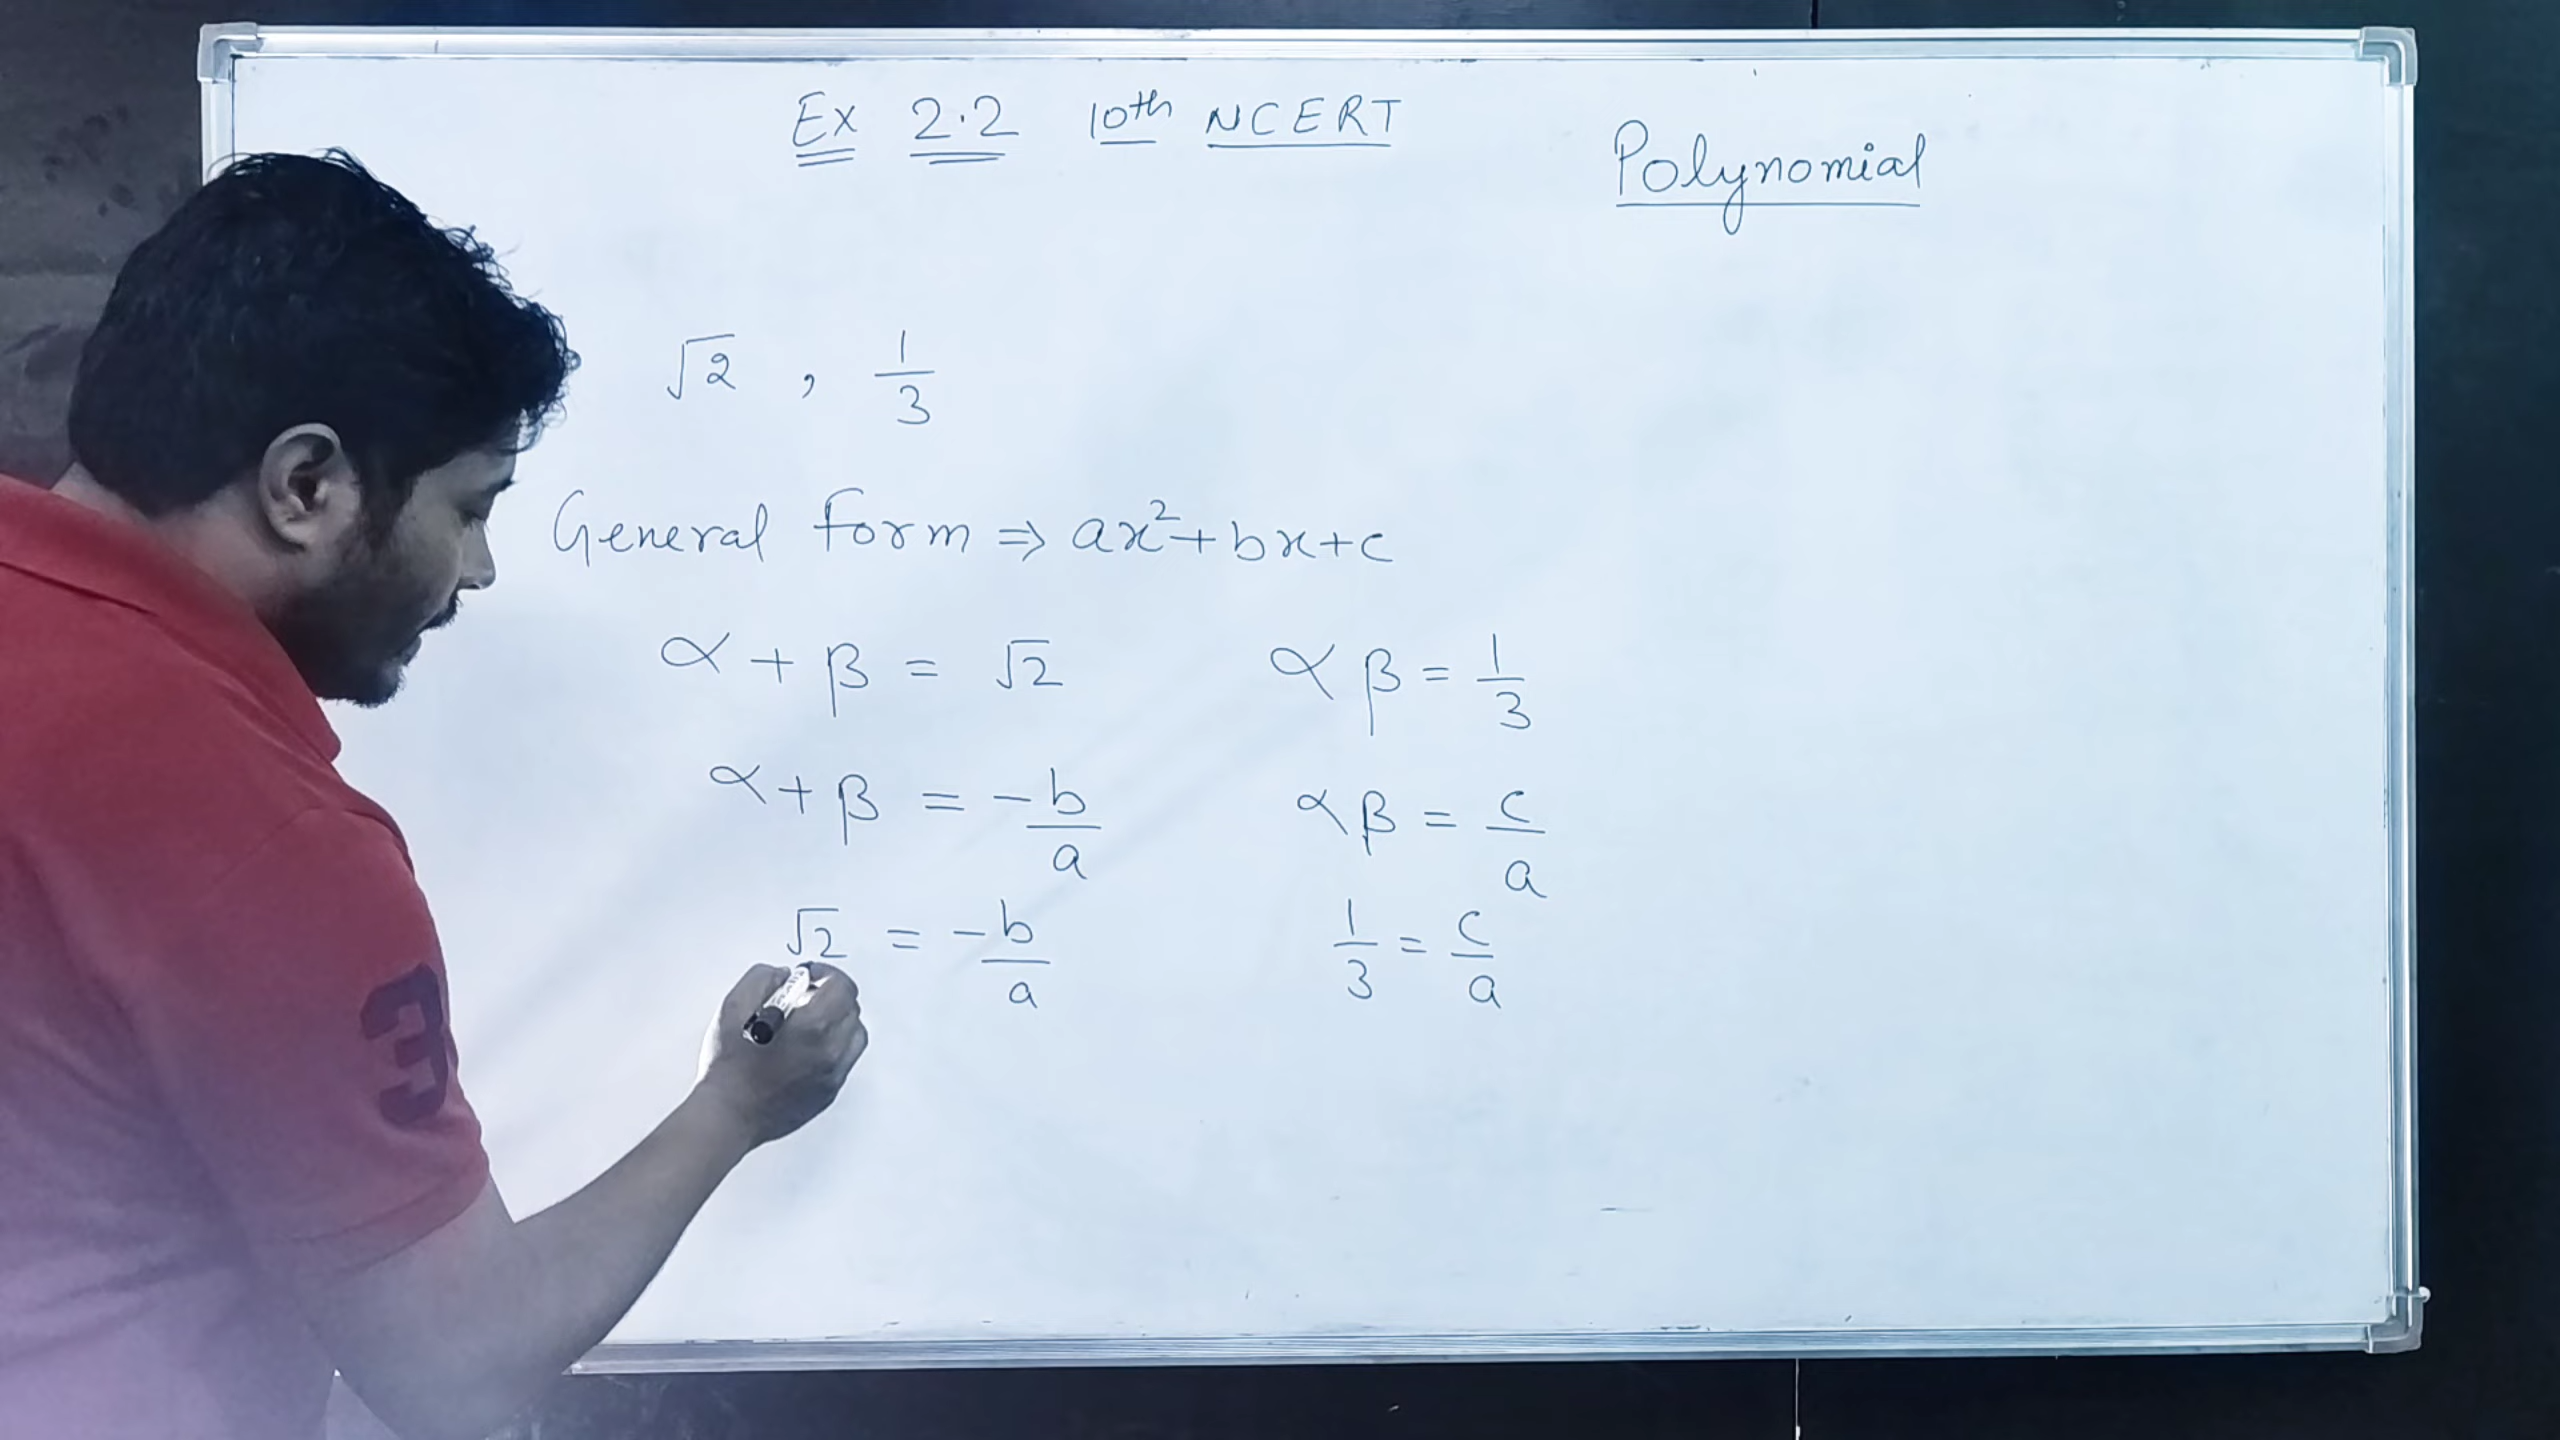 Ex 2.2 10th NCERT
Polynomial
√2 , 1/3
General form ⇒ ax²+bx+c
α + β = √2
αβ = 1/3
α+β = -b/a
αβ = c/a
√2 = -b/a
1/3 = c/a
3